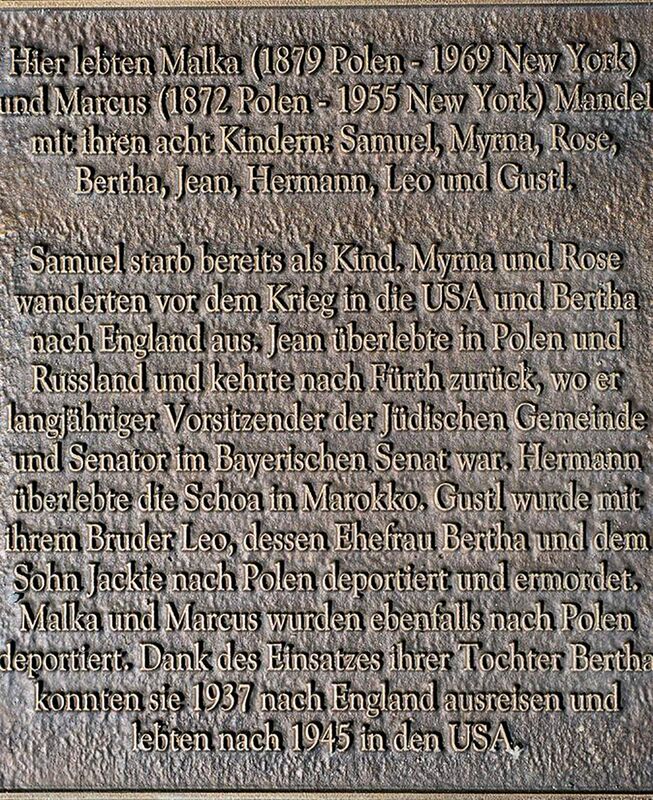 Hier lebten Malka (1879 Polen - 1969 New York)
und Marcus (1872 Polen - 1955 New York) Mandel
mit ihren acht Kindern: Samuel, Myrna, Rose,
Bertha, Jean, Hermann, Leo und Gustl.
Samuel starb bereits als Kind. Myrna und Rose
wanderten vor dem Krieg in die USA und Bertha
nach England aus. Jean überlebte in Polen und
Russland und kehrte nach Fürth zurück, wo er
langjähriger Vorsitzender der Jüdischen Gemeinde
und Senator im Bayerischen Senat war. Hermann
überlebte die Schoa in Marokko. Gustl wurde mit
ihrem Bruder Leo, dessen Ehefrau Bertha und dem
Sohn Jackie nach Polen deportiert und ermordet.
Malka und Marcus wurden ebenfalls nach Polen
deportiert. Dank des Einsatzes ihrer Tochter Bertha
konnten sie 1937 nach England ausreisen und
lebten nach 1945 in den USA.